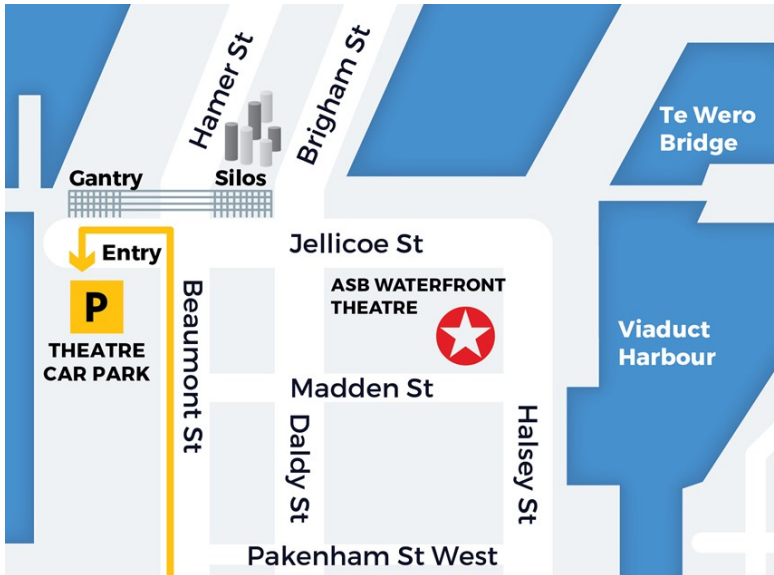 Hamer St
Brigham St
Te Wero
Bridge
Gantry
Silos
Jellicoe St
Entry
ASB WATERFRONT
THEATRE
P
THEATRE
CAR PARK
Beaumont St
Viaduct
Harbour
Madden St
Daldy St
Halsey St
Pakenham St West